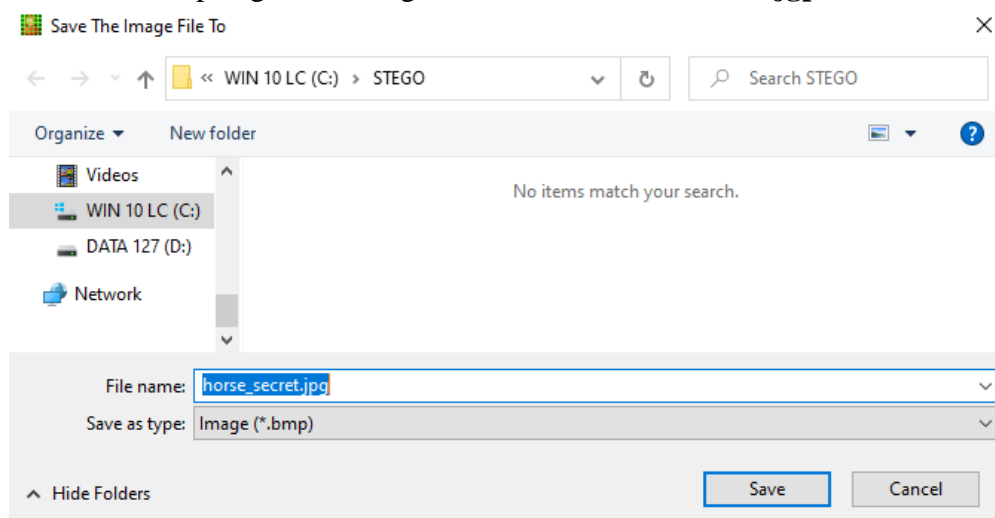 Save The Image File To
« WIN 10 LC (C:) › STEGO
Search STEGO
Organize
New folder
Videos
WIN 10 LC (C:)
DATA 127 (D:)
Network
No items match your search.
File name: horse_secret.jpg
Save as type: Image (*.bmp)
Hide Folders
Save
Cancel